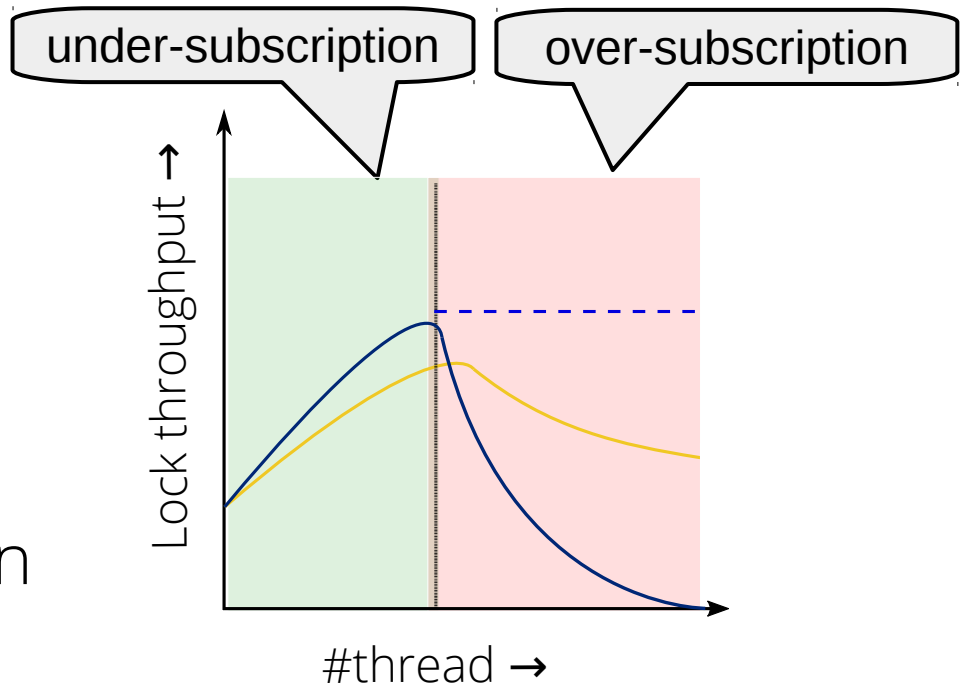 under-subscription
over-subscription
Lock throughput →
n
#thread →